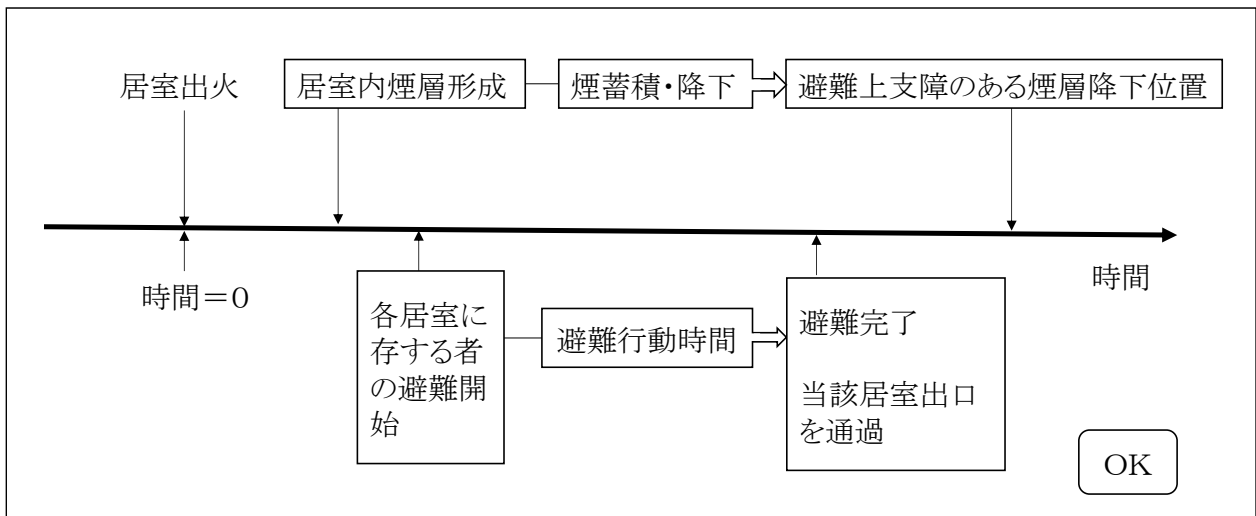 居室出火
居室内煙層形成
煙蓄積・降下
避難上支障のある煙層降下位置
時間＝０
時間
各居室に
存する者
の避難開
始
避難行動時間
避難完了
当該居室出口
を通過
OK